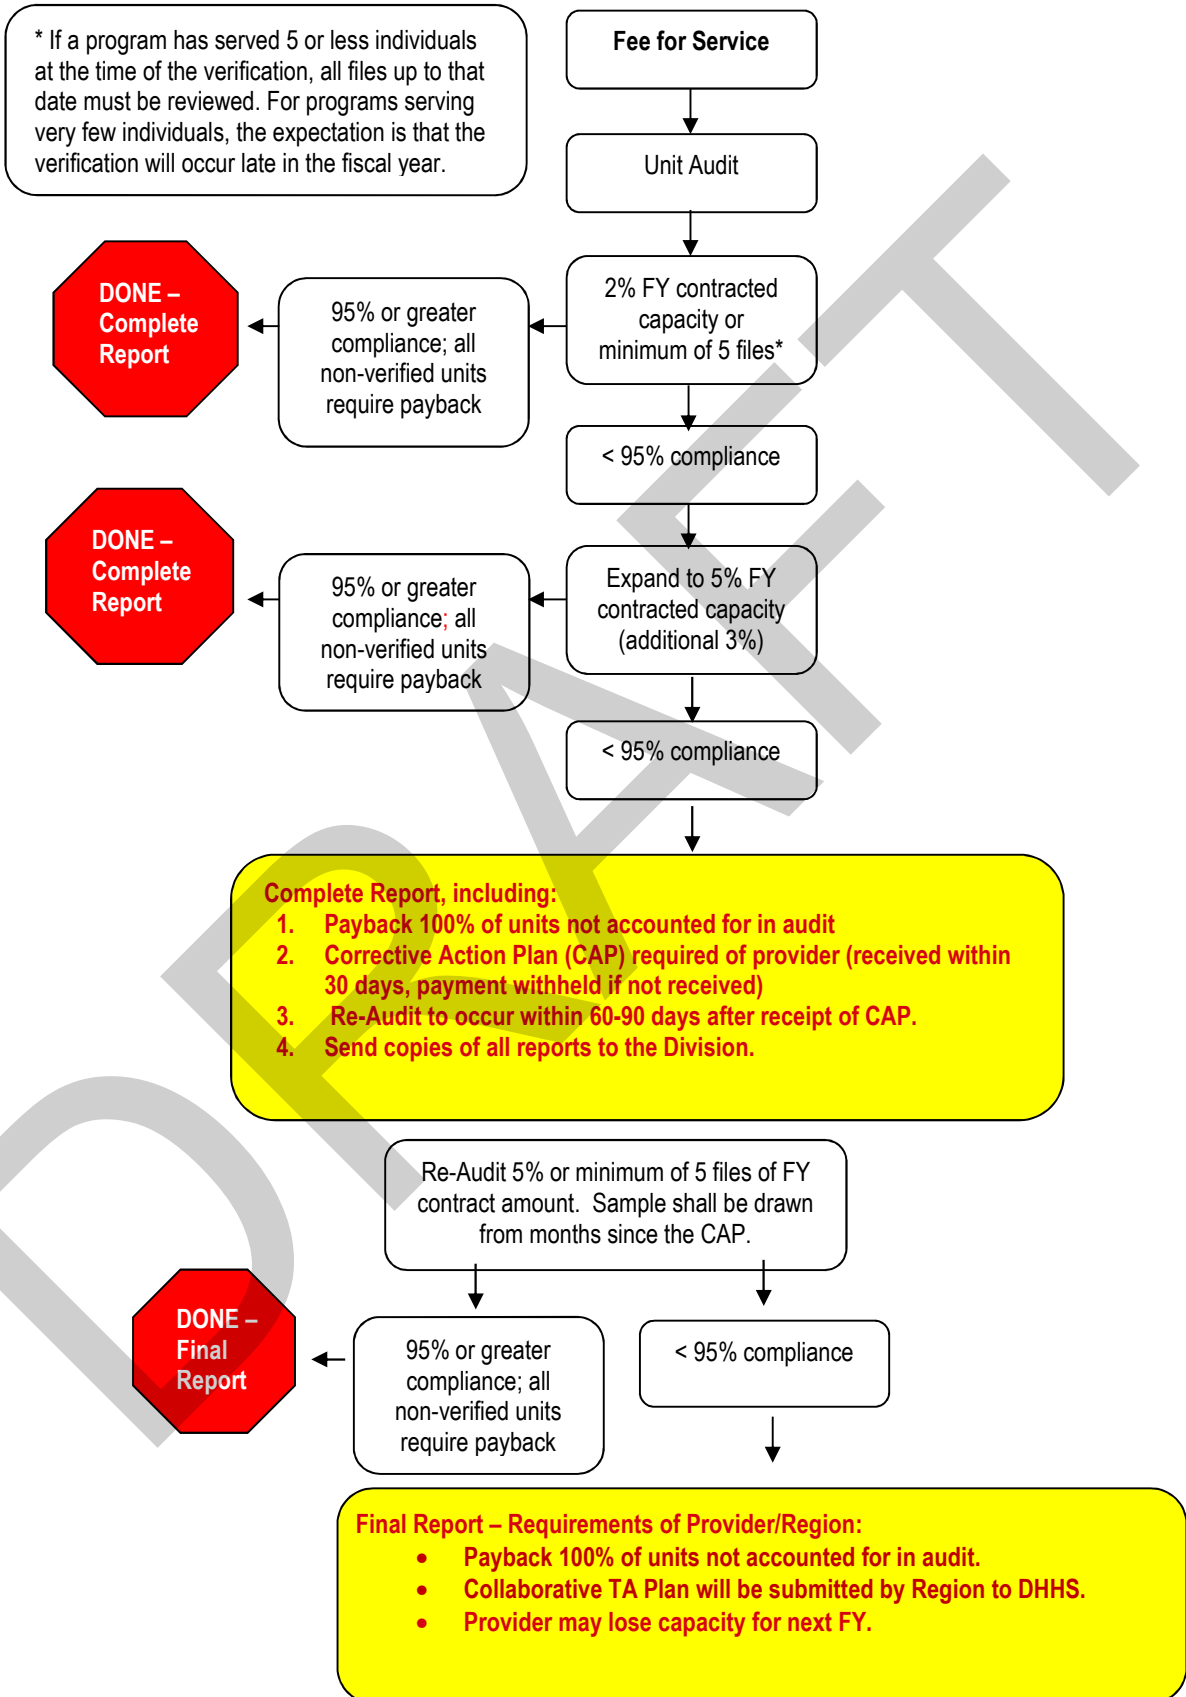 * If a program has served 5 or less individuals
at the time of the verification, all files up to that
date must be reviewed. For programs serving
very few individuals, the expectation is that the
verification will occur late in the fiscal year.
Fee for Service
Unit Audit
2% FY contracted
capacity or
minimum of 5 files*
95% or greater
compliance; all
non-verified units
require payback
DONE –
Complete
Report
< 95% compliance
Expand to 5% FY
contracted capacity
(additional 3%)
95% or greater
compliance; all
non-verified units
require payback
DONE –
Complete
Report
< 95% compliance
Complete Report, including:
1. Payback 100% of units not accounted for in audit
2. Corrective Action Plan (CAP) required of provider (received within
30 days, payment withheld if not received)
3. Re-Audit to occur within 60-90 days after receipt of CAP.
4. Send copies of all reports to the Division.
Re-Audit 5% or minimum of 5 files of FY
contract amount. Sample shall be drawn
from months since the CAP.
95% or greater
compliance; all
non-verified units
require payback
DONE –
Final
Report
< 95% compliance
Final Report – Requirements of Provider/Region:
• Payback 100% of units not accounted for in audit.
• Collaborative TA Plan will be submitted by Region to DHHS.
• Provider may lose capacity for next FY.
DRAFT